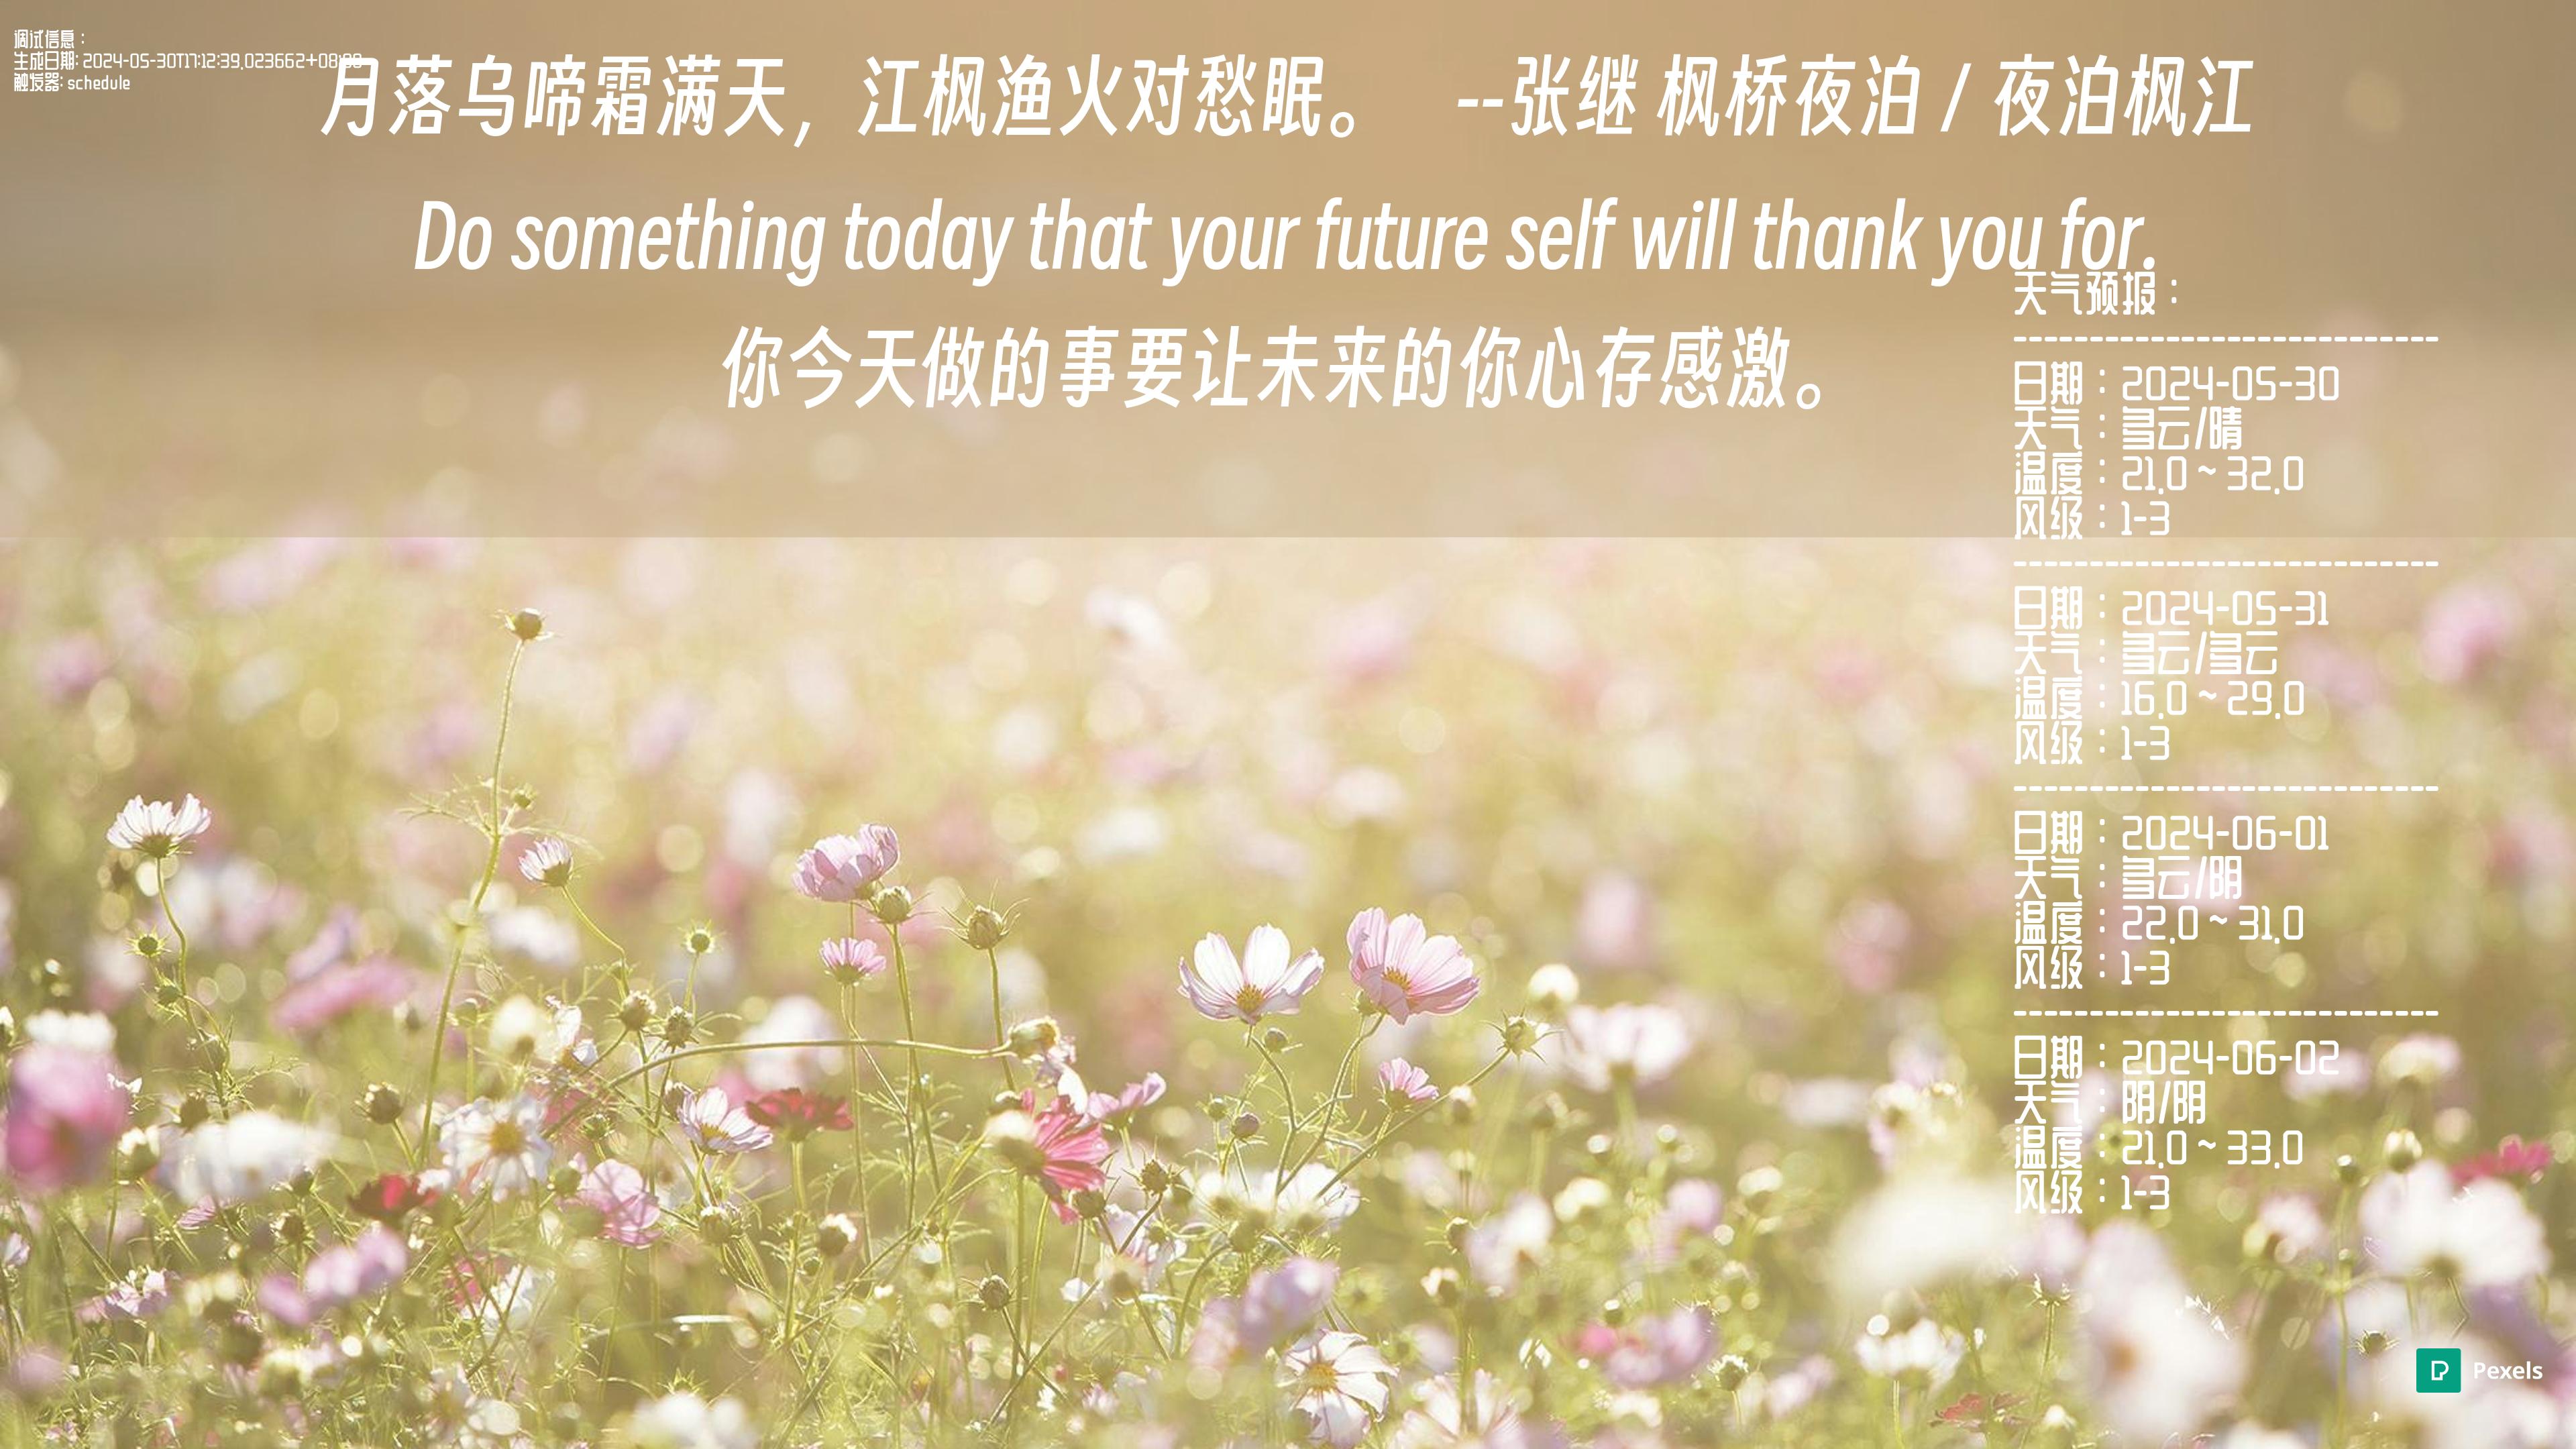 调试信息：
生成日期: 2024-05-30T17:12:39.023662+08:00
触发器: schedule
月落乌啼霜满天，江枫渔火对愁眠。 --张继 枫桥夜泊 / 夜泊枫江
Do something today that your future self will thank you for.
你今天做的事要让未来的你心存感激。
天气预报：
----------------------------
日期：2024-05-30
天气：多云/晴
温度：21.0 ~ 32.0
风级：1-3
----------------------------
日期：2024-05-31
天气：多云/多云
温度：16.0 ~ 29.0
风级：1-3
----------------------------
日期：2024-06-01
天气：多云/阴
温度：22.0 ~ 31.0
风级：1-3
----------------------------
日期：2024-06-02
天气：阴/阴
温度：21.0 ~ 33.0
风级：1-3
Pexels